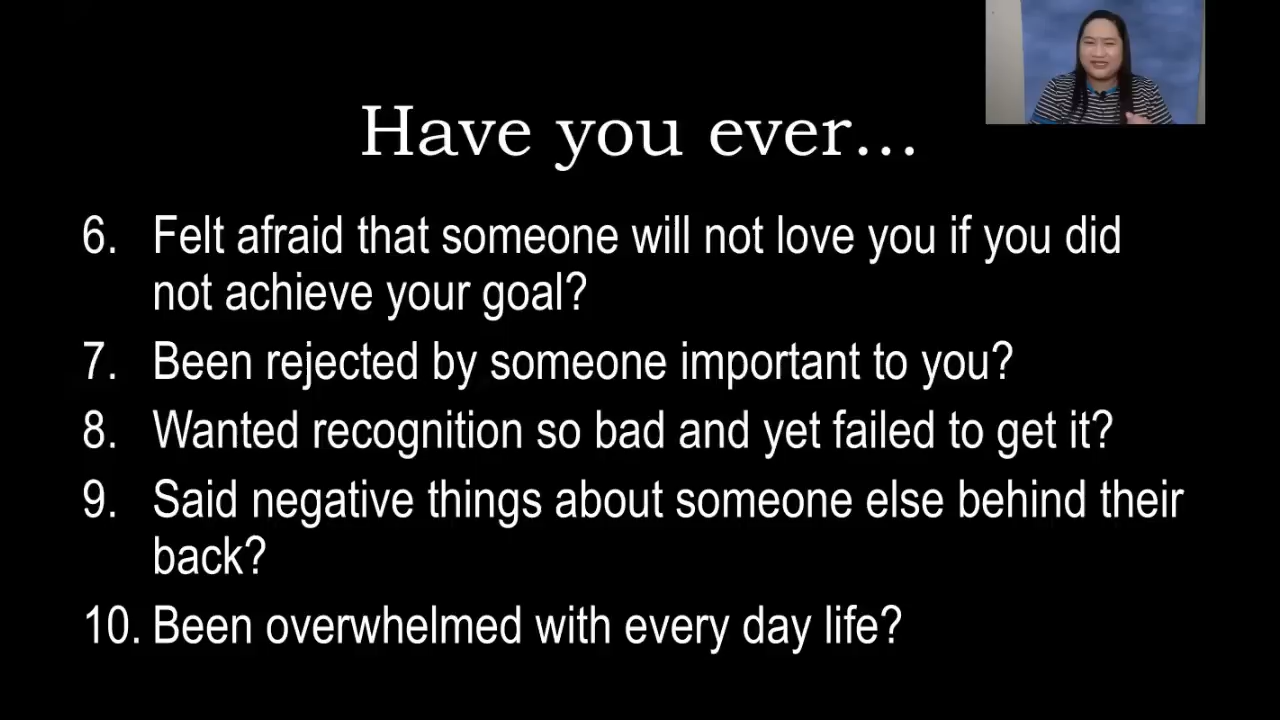 Have you ever...
6. Felt afraid that someone will not love you if you did
not achieve your goal?
7. Been rejected by someone important to you?
8. Wanted recognition so bad and yet failed to get it?
9. Said negative things about someone else behind their
back?
10. Been overwhelmed with every day life?